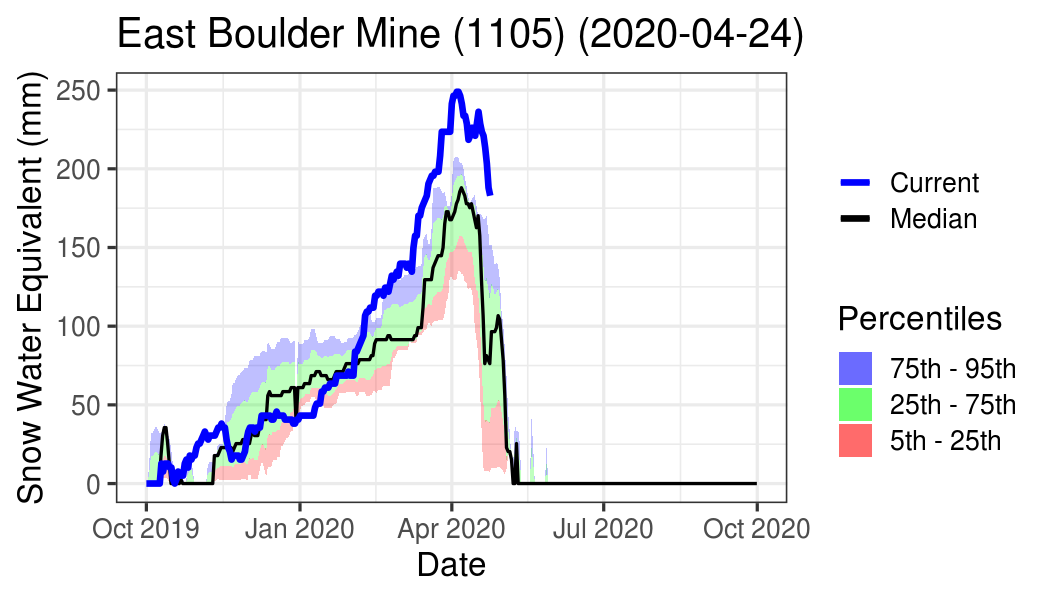 East Boulder Mine (1105) (2020-04-24)
Snow Water Equivalent (mm)
250
200
150
100
50
0
Oct 2019
Jan 2020
Apr 2020
Jul 2020
Oct 2020
Date
Current
Median
Percentiles
75th - 95th
25th - 75th
5th - 25th